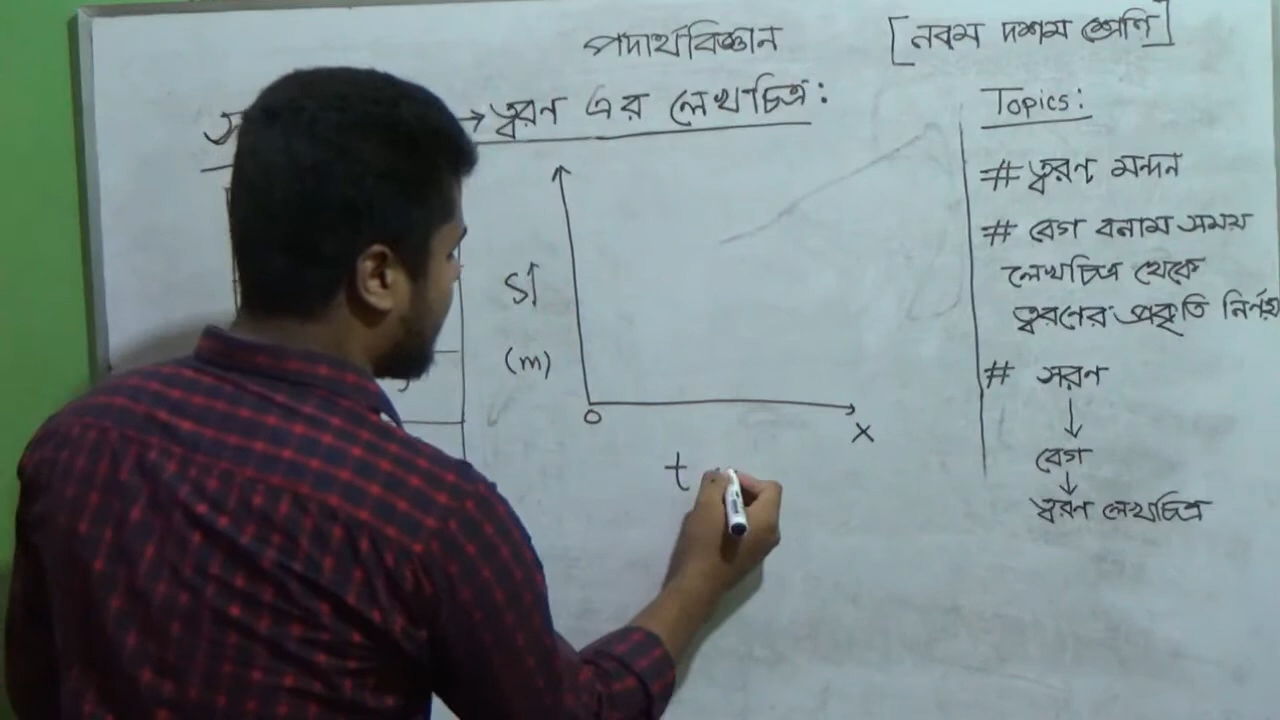 পদার্থবিজ্ঞান
[নবম দশম শ্রেণি]
→ ত্বরণ এর লেখচিত্র:
S↑
(m)
0
x
t
Topics:
# ত্বরণ মন্দন
# বেগ বনাম সময়
লেখচিত্র থেকে
ত্বরণের প্রকৃতি নির্ণয়
# সরণ
↓
বেগ
↓
ত্বরণ লেখচিত্র